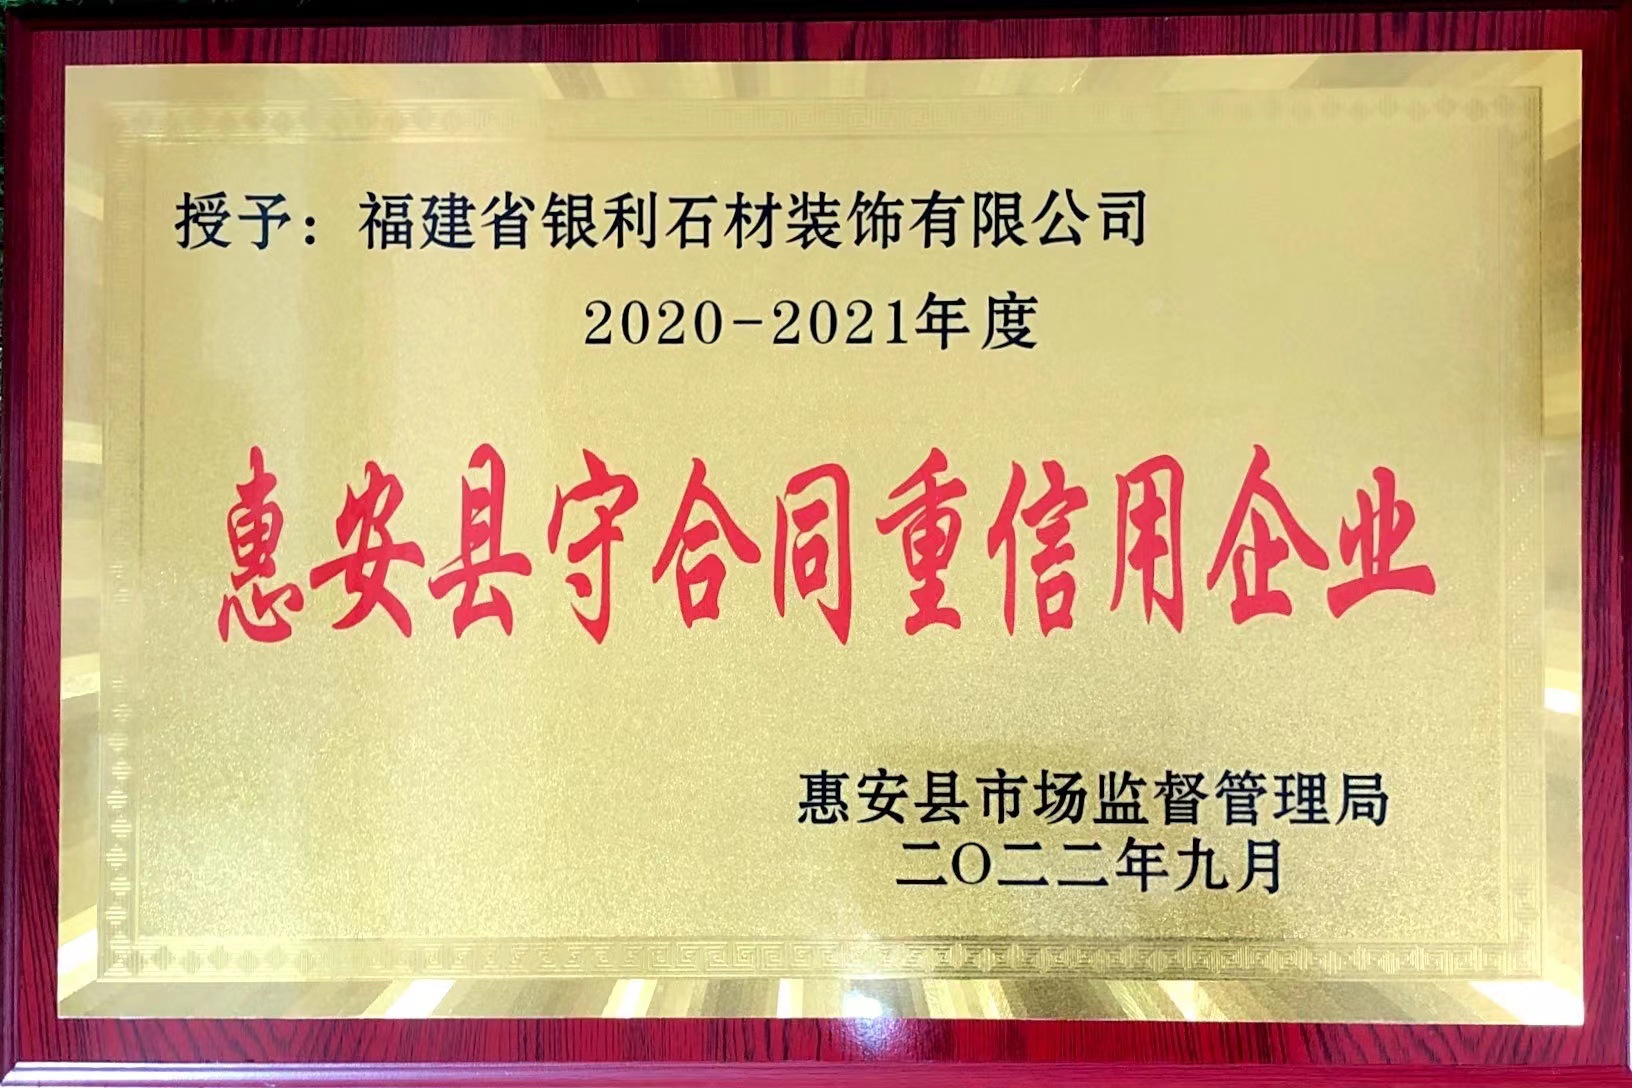 授予：福建省银利石材装饰有限公司
2020-2021年度
惠安县守合同重信用企业
惠安县市场监督管理局
二〇二二年九月